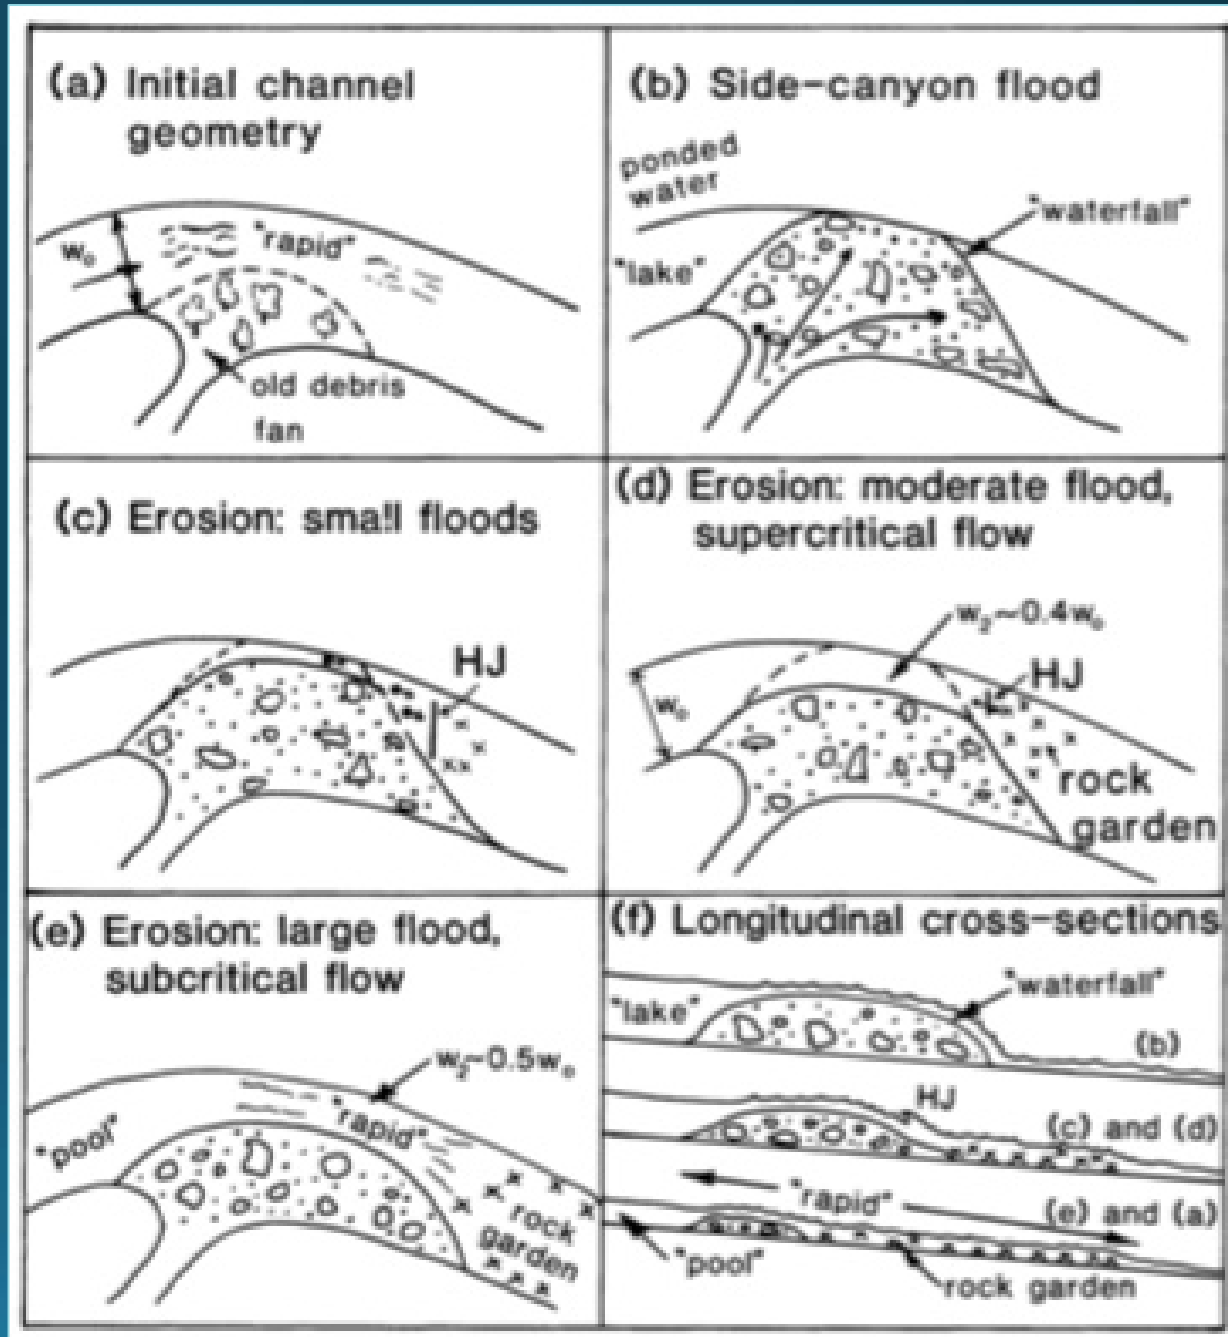 (a) Initial channel
geometry
w₀
"rapid"
old debris
fan
(b) Side-canyon flood
ponded
water
"waterfall"
"lake"
(c) Erosion: small floods
HJ
(d) Erosion: moderate flood,
supercritical flow
w₂~0.4w₀
HJ
w₀
rock
garden
(e) Erosion: large flood,
subcritical flow
w₂~0.5w₀
"rapid"
"pool"
rock
garden
(f) Longitudinal cross-sections
"waterfall"
"lake"
(b)
HJ
(c) and (d)
"rapid"
(e) and (a)
"pool"
rock garden